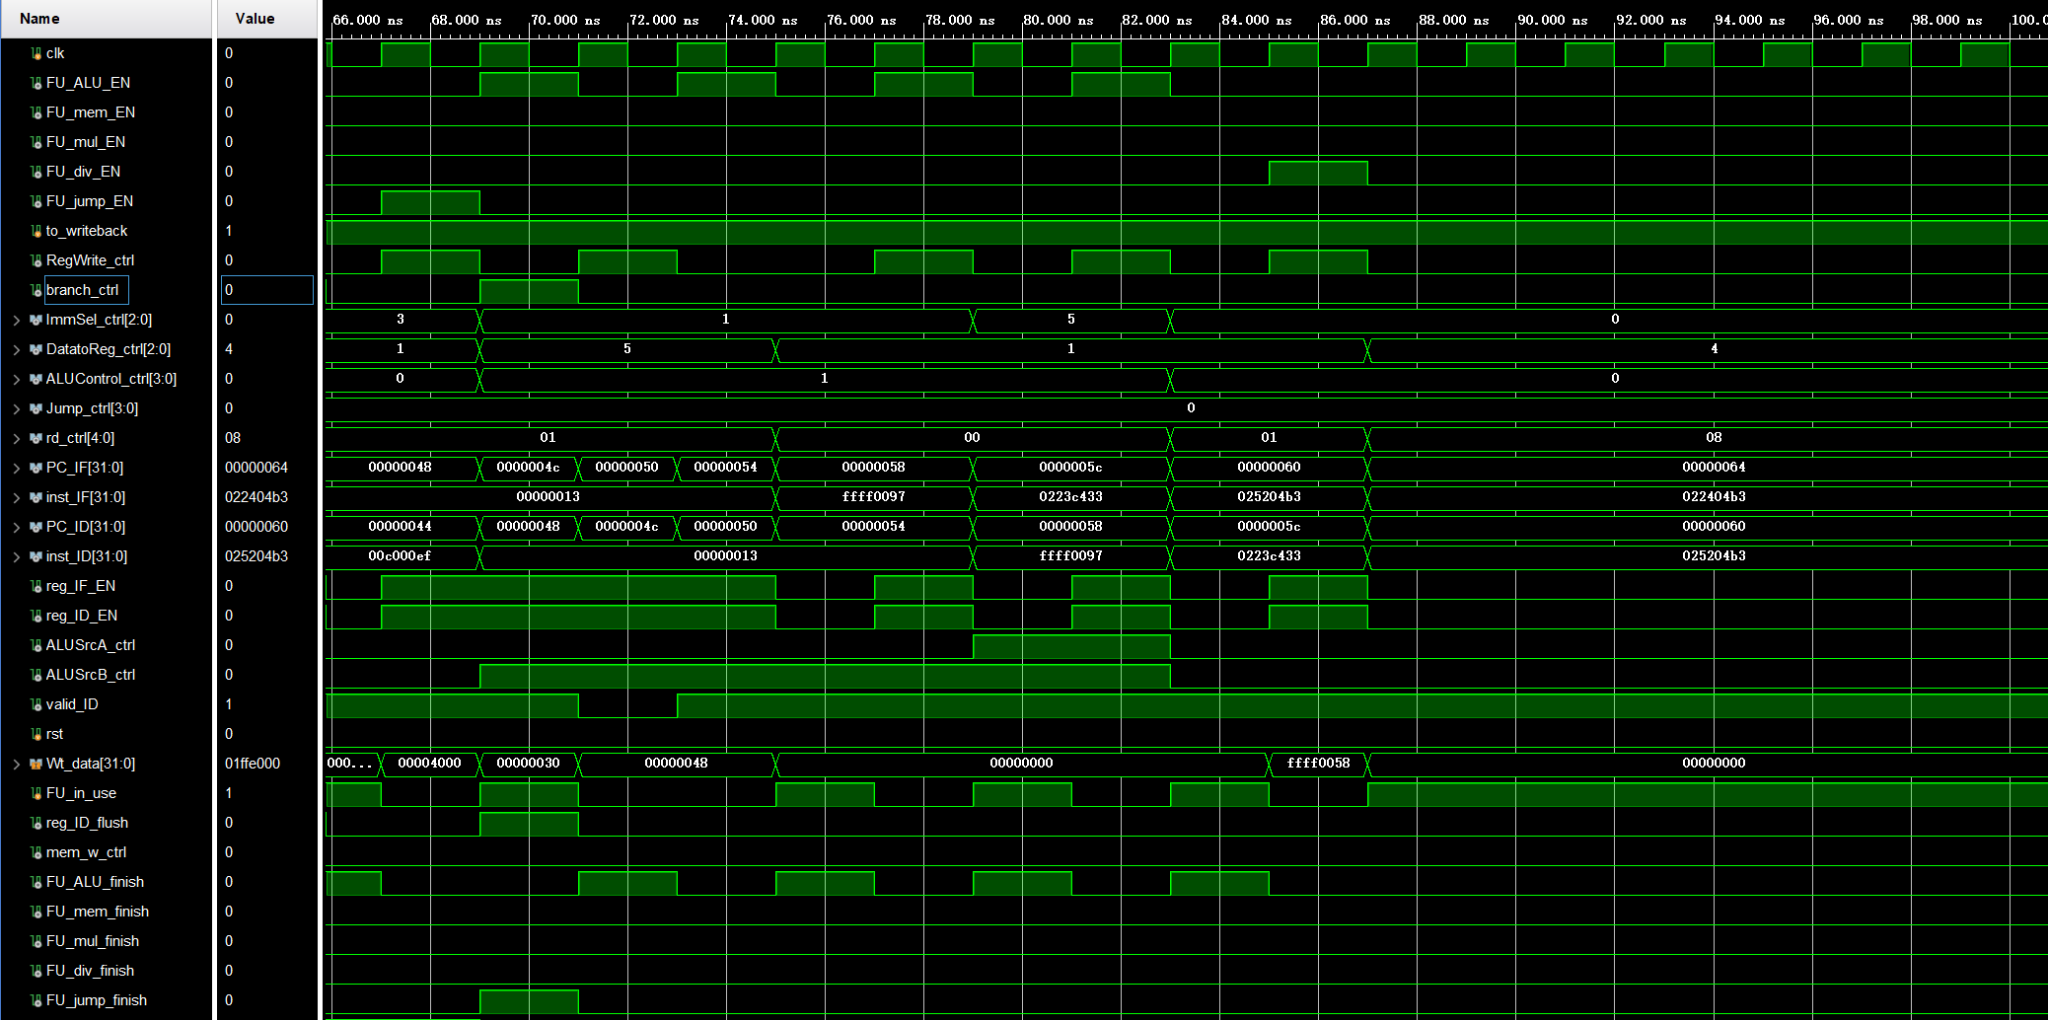 Name Value 66.000 ns 68.000 ns 70.000 ns 72.000 ns 74.000 ns 76.000 ns 78.000 ns 80.000 ns 82.000 ns 84.000 ns 86.000 ns 88.000 ns 90.000 ns 92.000 ns 94.000 ns 96.000 ns 98.000 ns 100.0
clk 0
FU_ALU_EN 0
FU_mem_EN 0
FU_mul_EN 0
FU_div_EN 0
FU_jump_EN 0
to_writeback 1
RegWrite_ctrl 0
branch_ctrl 0
ImmSel_ctrl[2:0] 0 3 1 5 0
DatatoReg_ctrl[2:0] 4 1 5 1 4
ALUControl_ctrl[3:0] 0 0 1 0
Jump_ctrl[3:0] 0 0
rd_ctrl[4:0] 08 01 00 01 08
PC_IF[31:0] 00000064 00000048 0000004c 00000050 00000054 00000058 0000005c 00000060 00000064
inst_IF[31:0] 022404b3 00000013 ffff0097 0223c433 025204b3 022404b3
PC_ID[31:0] 00000060 00000044 00000048 0000004c 00000050 00000054 00000058 0000005c 00000060
inst_ID[31:0] 025204b3 00c000ef 00000013 ffff0097 0223c433 025204b3
reg_IF_EN 0
reg_ID_EN 0
ALUSrcA_ctrl 0
ALUSrcB_ctrl 0
valid_ID 1
rst 0
Wt_data[31:0] 01ffe000 000... 00004000 00000030 00000048 00000000 ffff0058 00000000
FU_in_use 1
reg_ID_flush 0
mem_w_ctrl 0
FU_ALU_finish 0
FU_mem_finish 0
FU_mul_finish 0
FU_div_finish 0
FU_jump_finish 0